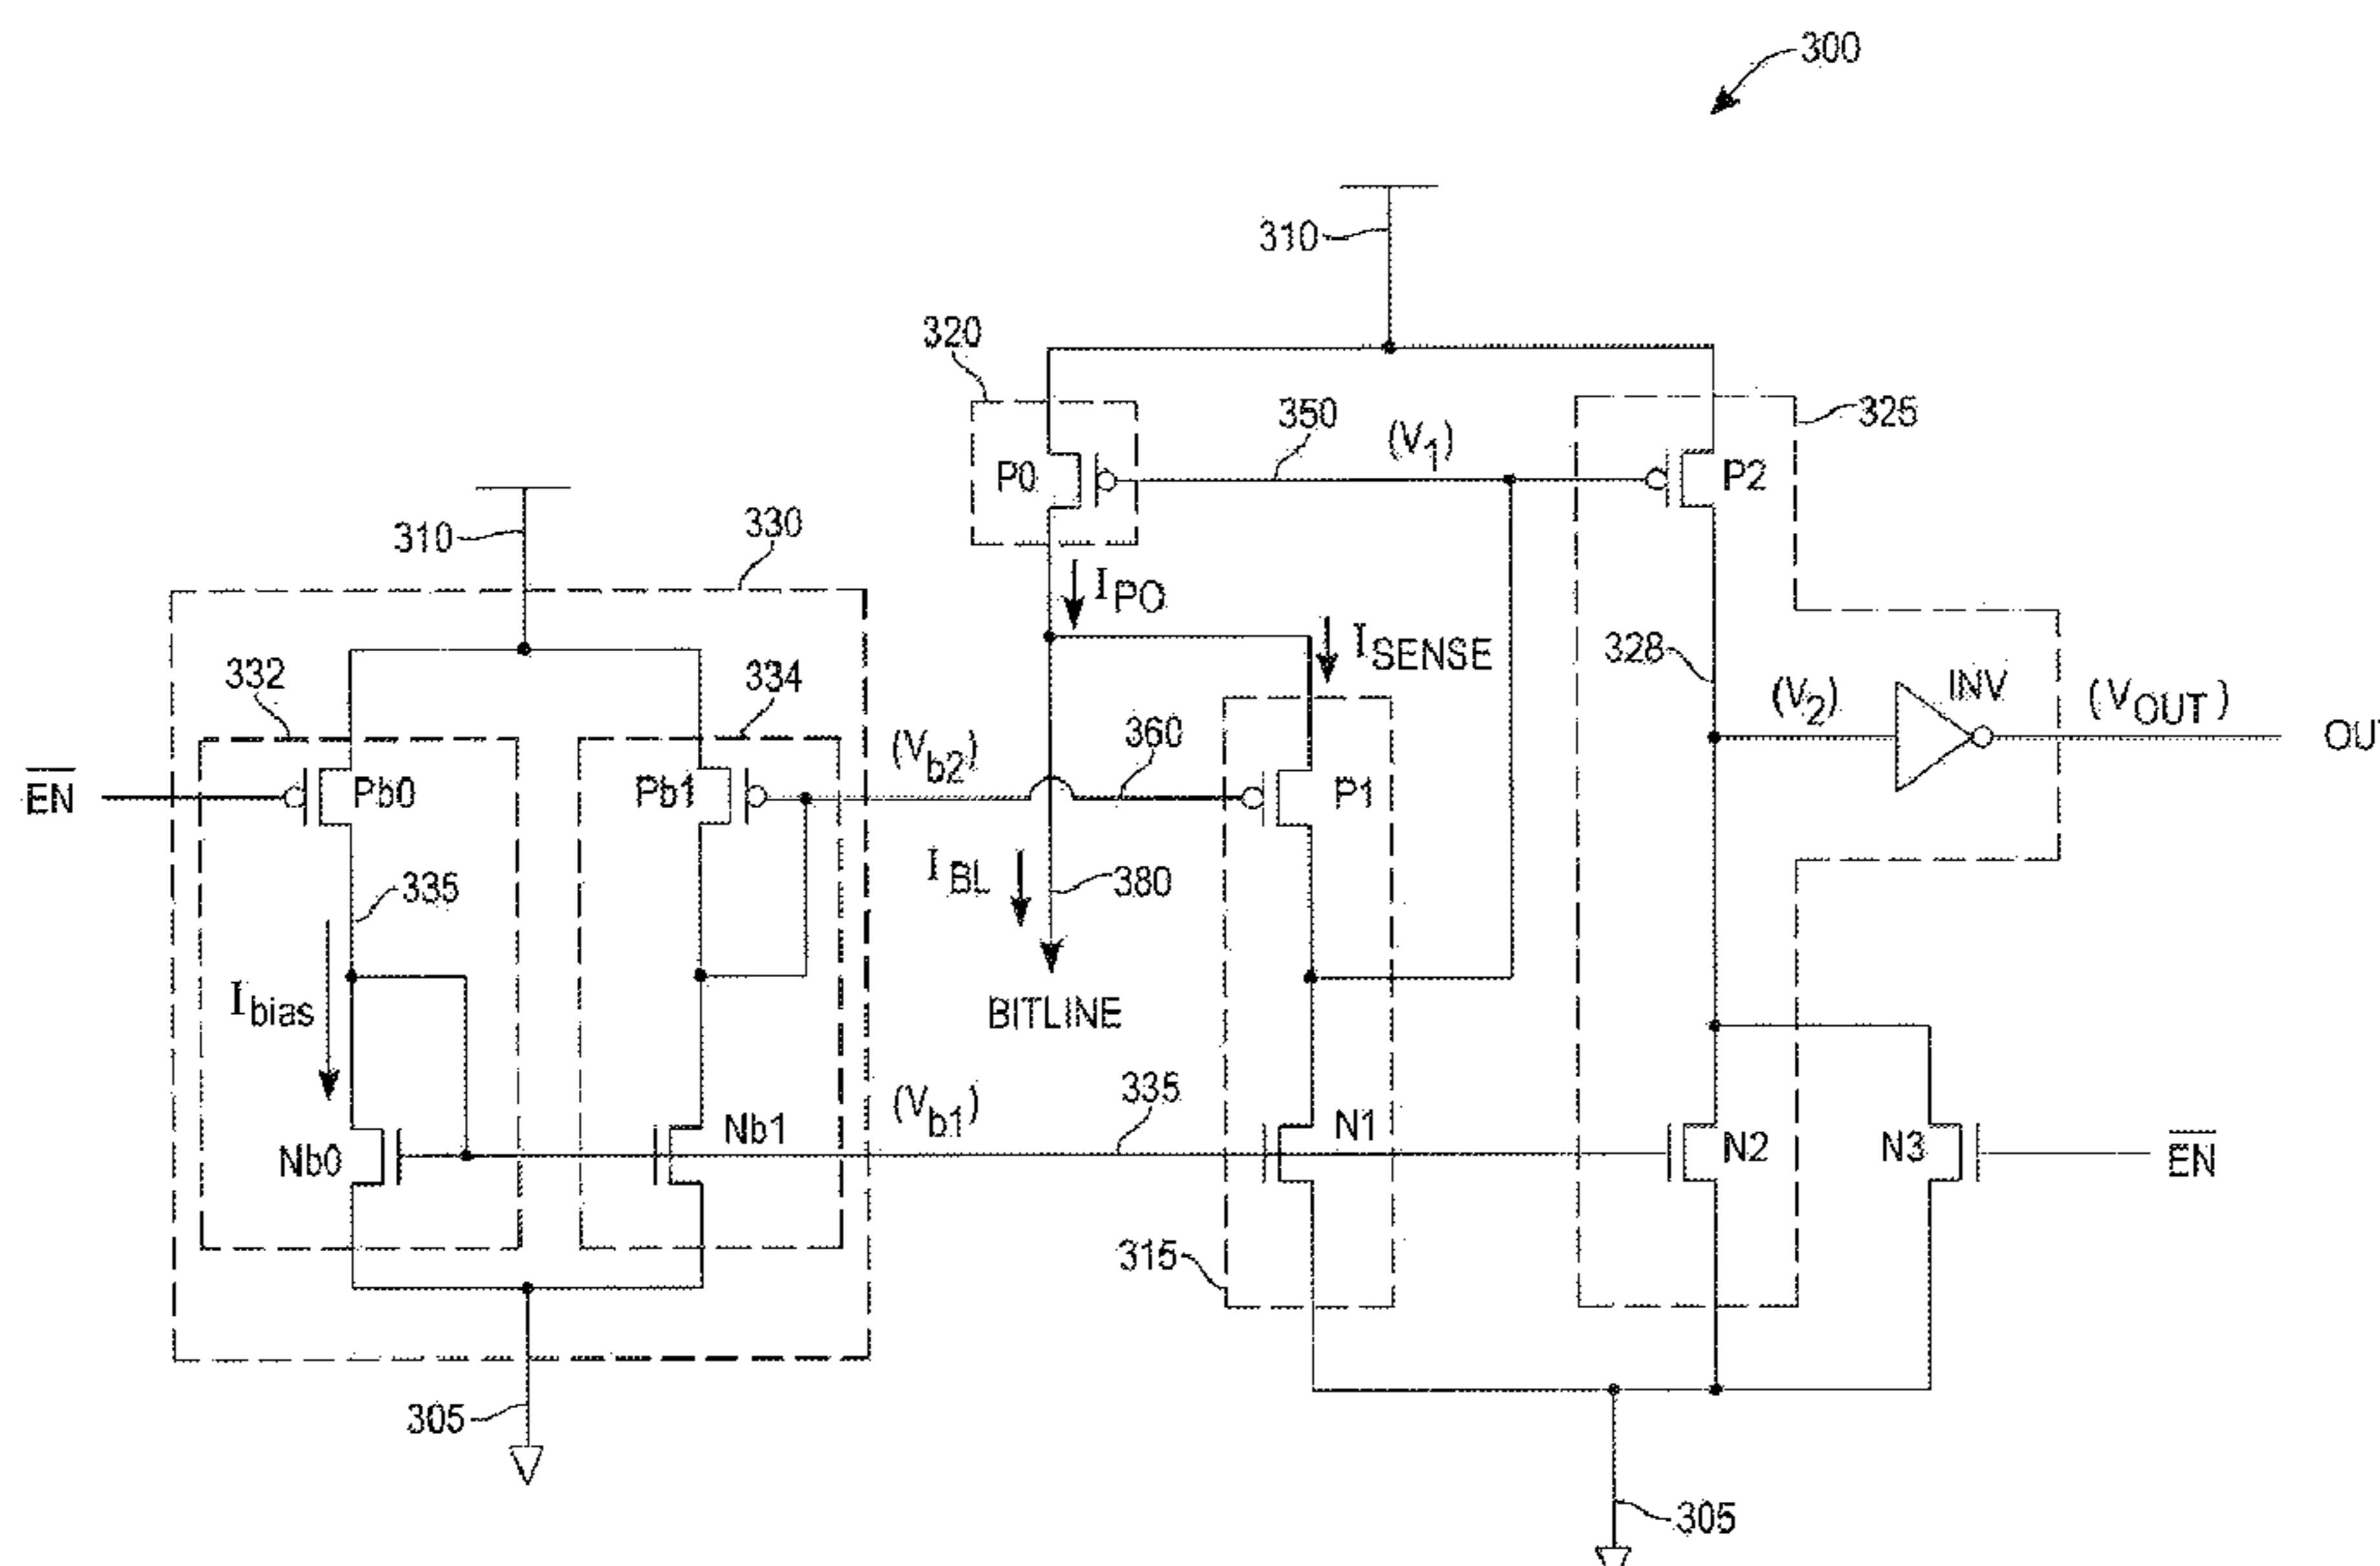 300
310
320
350
(V1)
325
P0
P2
310
330
IPO
ISENSE
332
334
328
(V2)
INV
(VOUT)
OUT
(Vb2)
360
EN
Pb0
Pb1
P1
IBL
380
335
Ibias
BITLINE
(Vb1)
335
Nb0
Nb1
N1
N2
N3
EN
315
305
305